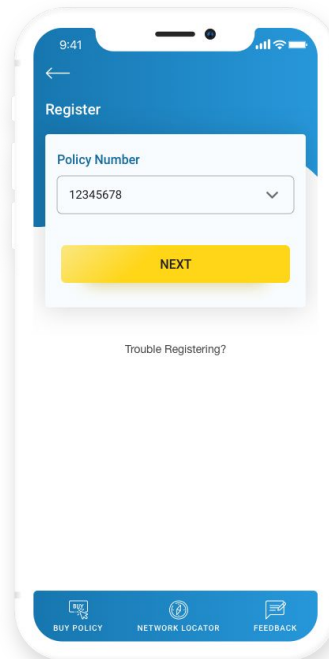 9:41
Register
Policy Number
12345678
NEXT
Trouble Registering?
BUY
BUY POLICY
NETWORK LOCATOR
FEEDBACK